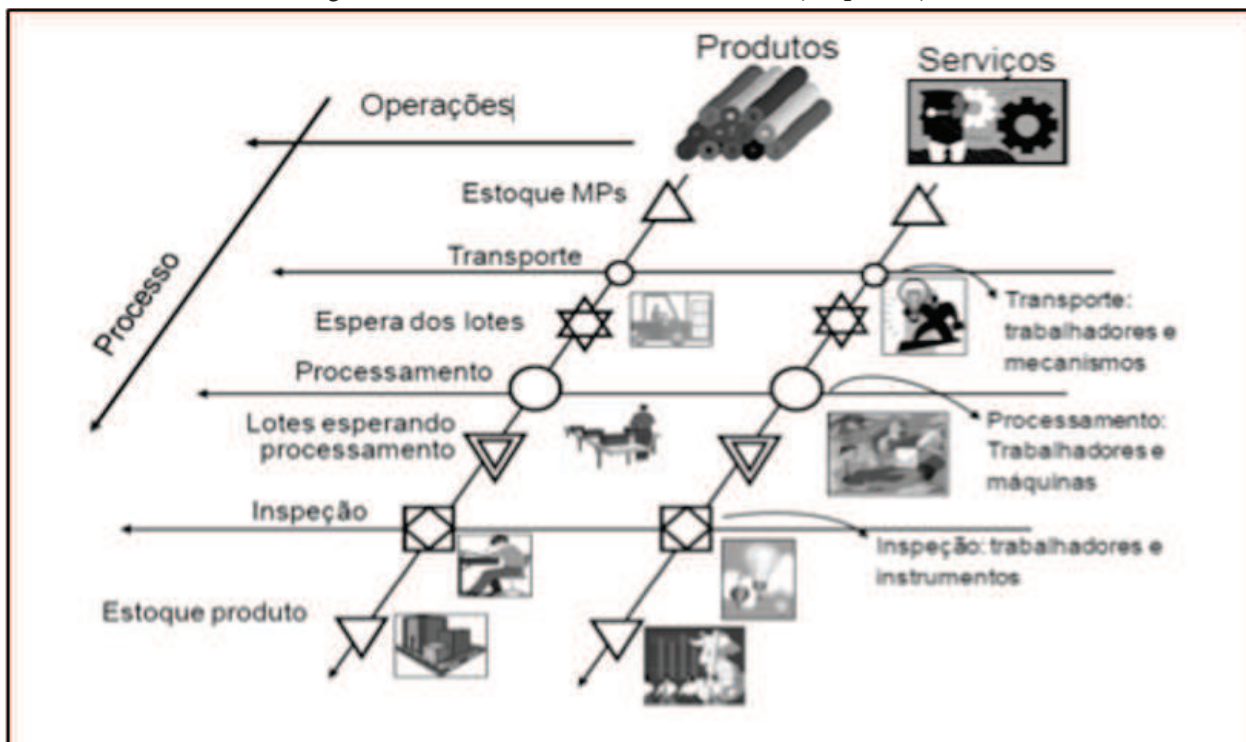 Produtos
Serviços
Operações
Estoque MPs
Transporte
Processo
Espera dos lotes
Transporte:
trabalhadores e
mecanismos
Processamento
Lotes esperando
processamento
Processamento:
Trabalhadores e
máquinas
Inspeção
Inspeção: trabalhadores e
instrumentos
Estoque produto